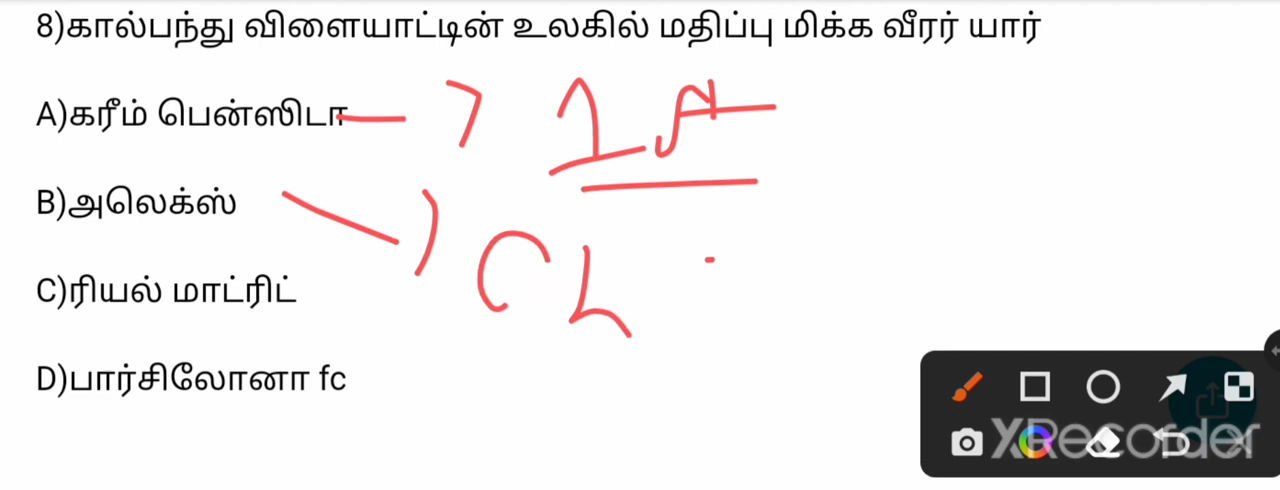 8)கால்பந்து விளையாட்டின் உலகில் மதிப்பு மிக்க வீரர் யார்
A)கரீம் பென்ஸிடா
B)அலெக்ஸ்
C)ரியல் மாட்ரிட்
D)பார்சிலோனா fc
XRecorder